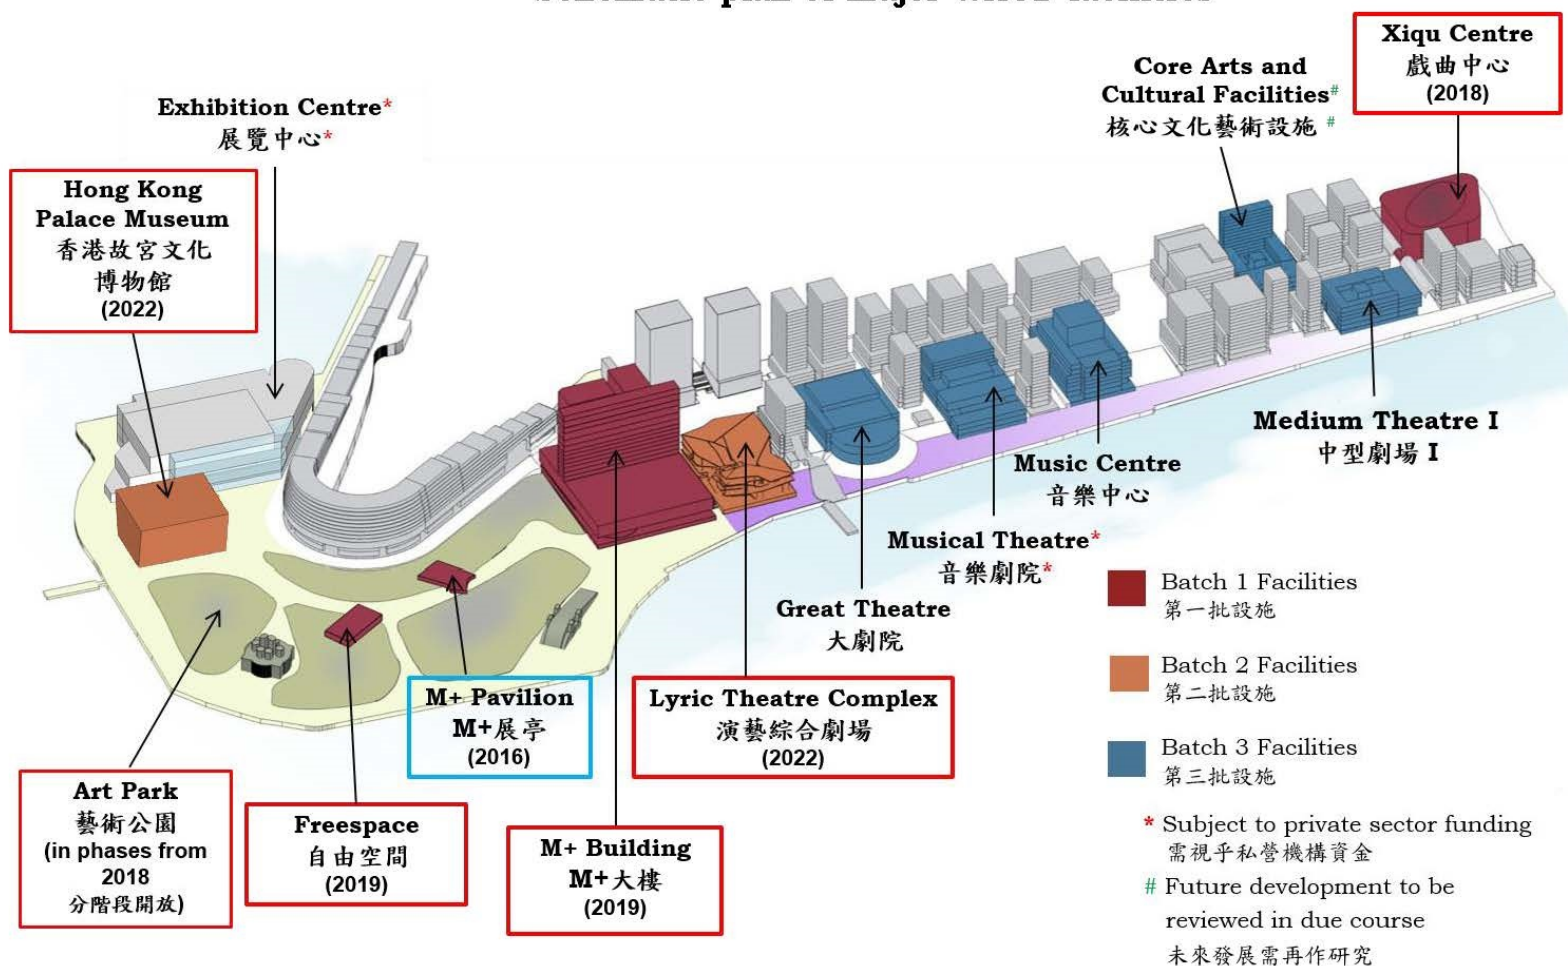 Exhibition Centre*
展覽中心*
Hong Kong
Palace Museum
香港故宮文化
博物館
(2022)
Core Arts and
Cultural Facilities#
核心文化藝術設施 #
Xiqu Centre
戲曲中心
(2018)
Medium Theatre I
中型劇場 I
Music Centre
音樂中心
Musical Theatre*
音樂劇院*
Great Theatre
大劇院
Lyric Theatre Complex
演藝綜合劇場
(2022)
M+ Pavilion
M+展亭
(2016)
Art Park
藝術公園
(in phases from
2018
分階段開放)
Freespace
自由空間
(2019)
M+ Building
M+大樓
(2019)
Batch 1 Facilities
第一批設施
Batch 2 Facilities
第二批設施
Batch 3 Facilities
第三批設施
* Subject to private sector funding
需視乎私營機構資金
# Future development to be
reviewed in due course
未來發展需再作研究